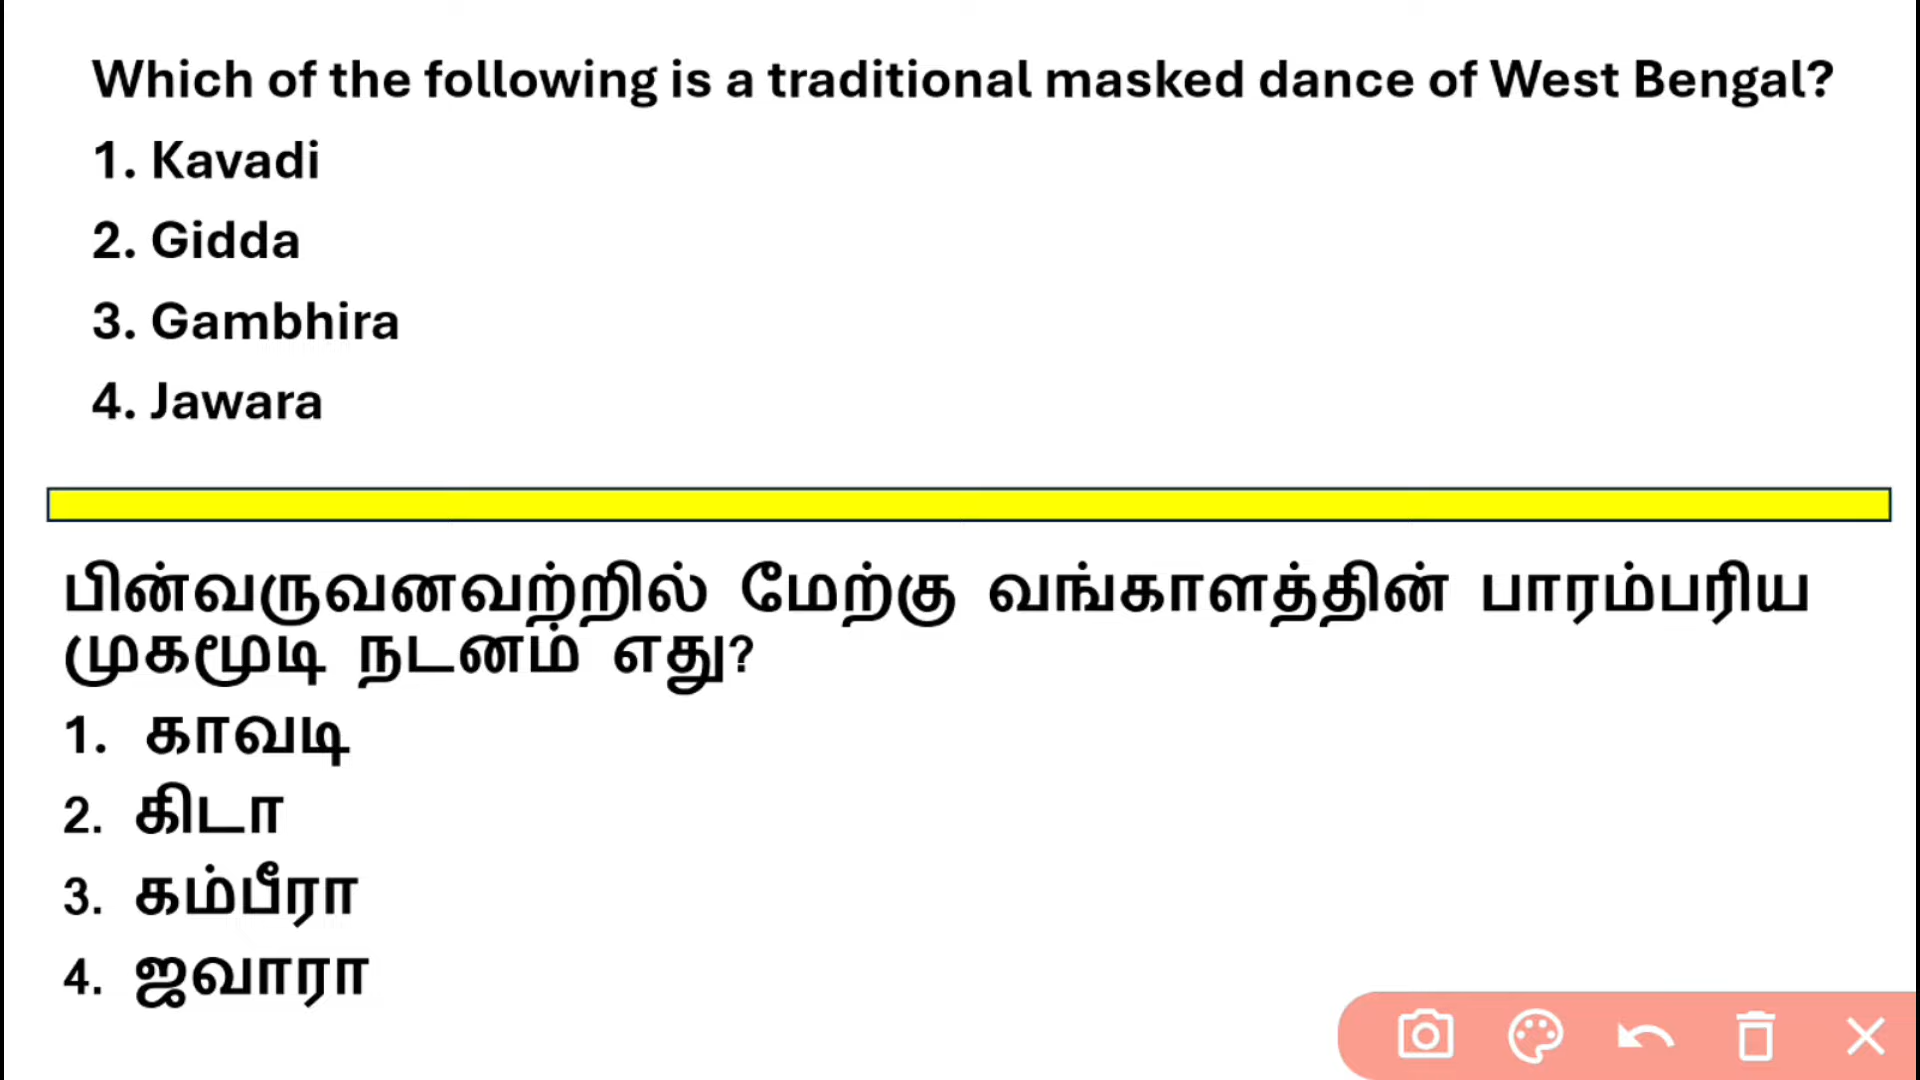 Which of the following is a traditional masked dance of West Bengal?
1. Kavadi
2. Gidda
3. Gambhira
4. Jawara
பின்வருவனவற்றில் மேற்கு வங்காளத்தின் பாரம்பரிய
முகமூடி நடனம் எது?
1. காவடி
2. கிடா
3. கம்பீரா
4. ஜவாரா